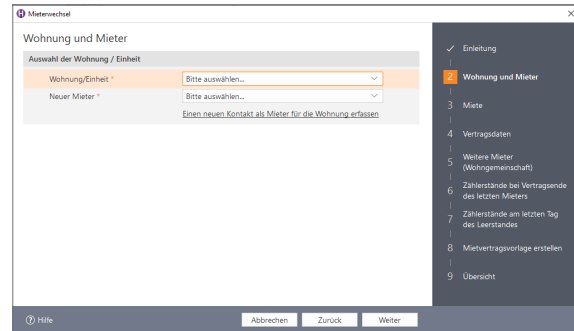 Mieterwechsel
Wohnung und Mieter
Auswahl der Wohnung / Einheit
Wohnung/Einheit *
Bitte auswählen...
Neuer Mieter *
Bitte auswählen...
Einen neuen Kontakt als Mieter für die Wohnung erfassen
Einleitung
2 Wohnung und Mieter
3 Miete
4 Vertragsdaten
5 Weitere Mieter
(Wohngemeinschaft)
6 Zählerstände bei Vertragsende
des letzten Mieters
7 Zählerstände am letzten Tag
des Leerstandes
8 Mietvertragsvorlage erstellen
9 Übersicht
? Hilfe
Abbrechen
Zurück
Weiter